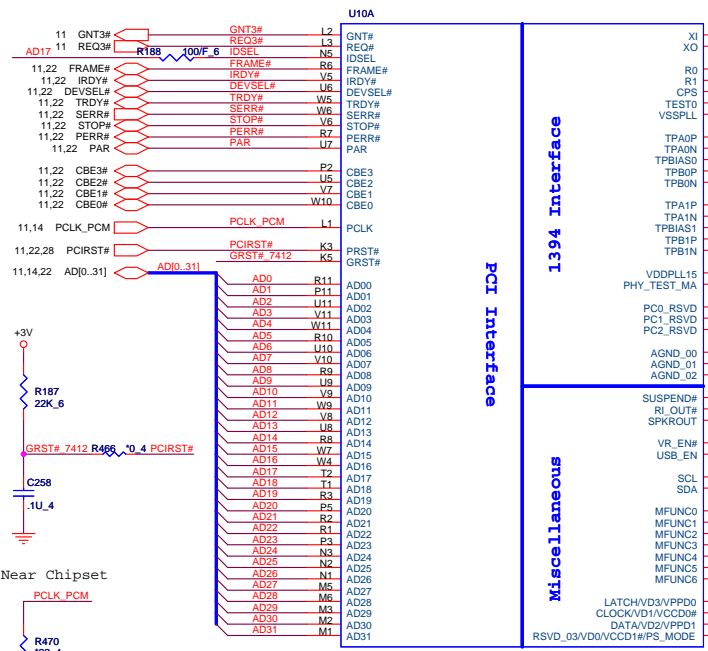 U10A
11 GNT3# GNT3# L2 GNT# XI
11 REQ3# REQ3# L3 REQ# XO
AD17 R188 100/F_6 IDSEL N5 IDSEL
11,22 FRAME# FRAME# R6 FRAME# R0
11,22 IRDY# IRDY# V5 IRDY# R1
11,22 DEVSEL# DEVSEL# U6 DEVSEL# CPS
11,22 TRDY# TRDY# W5 TRDY# TEST0
11,22 SERR# SERR# W6 SERR# VSSPLL
11,22 STOP# STOP# V6 STOP#
11,22 PERR# PERR# R7 PERR# TPA0P
11,22 PAR PAR U7 PAR TPA0N
TPBIAS0
11,22 CBE3# P2 CBE3 TPB0P
11,22 CBE2# U5 CBE2 TPB0N
11,22 CBE1# V7 CBE1
11,22 CBE0# W10 CBE0 TPA1P
TPA1N
11,14 PCLK_PCM PCLK_PCM L1 PCLK TPBIAS1
TPB1P
11,22,28 PCIRST# PCIRST# K3 PRST# TPB1N
GRST#_7412 K5 GRST#
11,14,22 AD[0..31] AD[0..31] VDDPLL15
AD0 R11 AD00 PHY_TEST_MA
AD1 P11 AD01
AD2 U11 AD02 PC0_RSVD
AD3 V11 AD03 PC1_RSVD
AD4 W11 AD04 PC2_RSVD
AD5 R10 AD05
AD6 U10 AD06 AGND_00
AD7 V10 AD07 AGND_01
AD8 R9 AD08 AGND_02
AD9 U9 AD09
AD10 V9 AD10 SUSPEND#
AD11 W9 AD11 RI_OUT#
AD12 V8 AD12 SPKROUT
AD13 U8 AD13
AD14 R8 AD14 VR_EN#
AD15 W7 AD15 USB_EN
AD16 W4 AD16
AD17 T2 AD17 SCL
AD18 T1 AD18 SDA
AD19 R3 AD19
AD20 P5 AD20 MFUNC0
AD21 R2 AD21 MFUNC1
AD22 R1 AD22 MFUNC2
AD23 P3 AD23 MFUNC3
AD24 N3 AD24 MFUNC4
AD25 N2 AD25 MFUNC5
AD26 N1 AD26 MFUNC6
AD27 M5 AD27
AD28 M6 AD28 LATCH/VD3/VPPD0
AD29 M3 AD29 CLOCK/VD1/VCCD0#
AD30 M2 AD30 DATA/VD2/VPPD1
AD31 M1 AD31 RSVD_03/VD0/VCCD1#/PS_MODE
PCI Interface
1394 Interface
Miscellaneous
+3V
R187
22K_6
GRST#_7412 R466 *0_4 PCIRST#
C258
.1U_4
Near Chipset
PCLK_PCM
R470